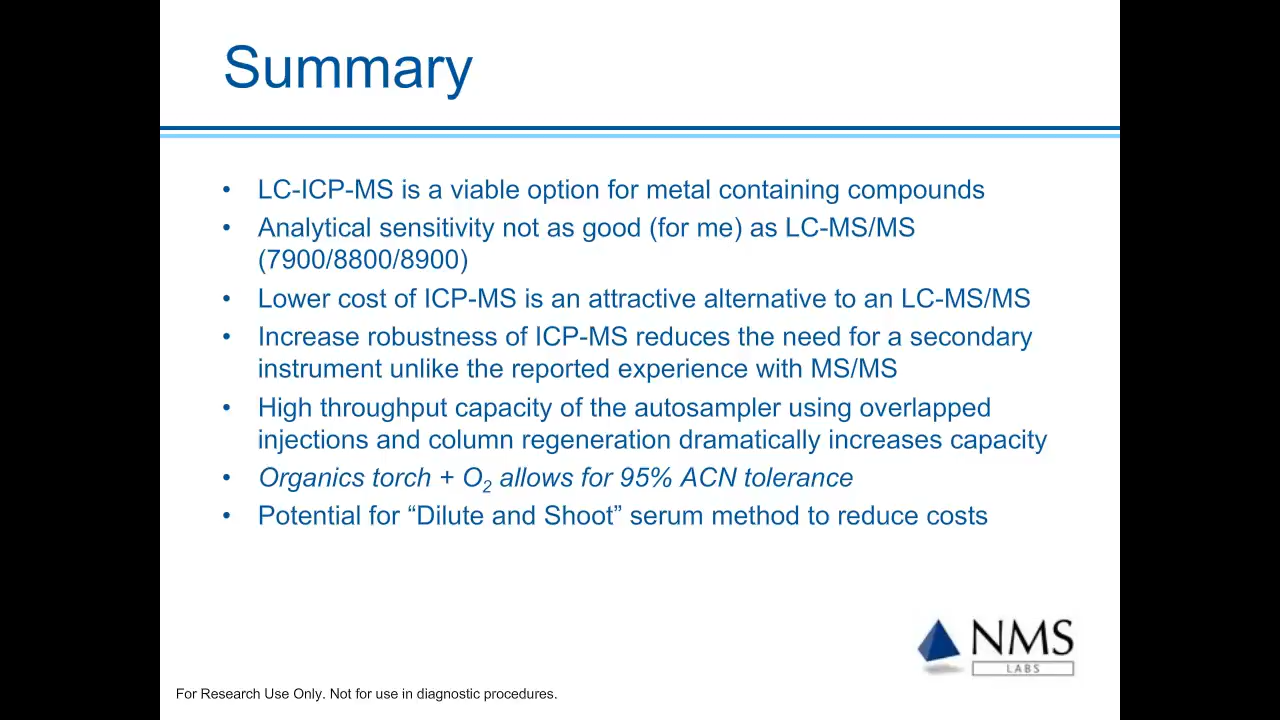 Summary
• LC-ICP-MS is a viable option for metal containing compounds
• Analytical sensitivity not as good (for me) as LC-MS/MS
(7900/8800/8900)
• Lower cost of ICP-MS is an attractive alternative to an LC-MS/MS
• Increase robustness of ICP-MS reduces the need for a secondary
instrument unlike the reported experience with MS/MS
• High throughput capacity of the autosampler using overlapped
injections and column regeneration dramatically increases capacity
• Organics torch + O₂ allows for 95% ACN tolerance
• Potential for “Dilute and Shoot” serum method to reduce costs
NMS
LABS
For Research Use Only. Not for use in diagnostic procedures.